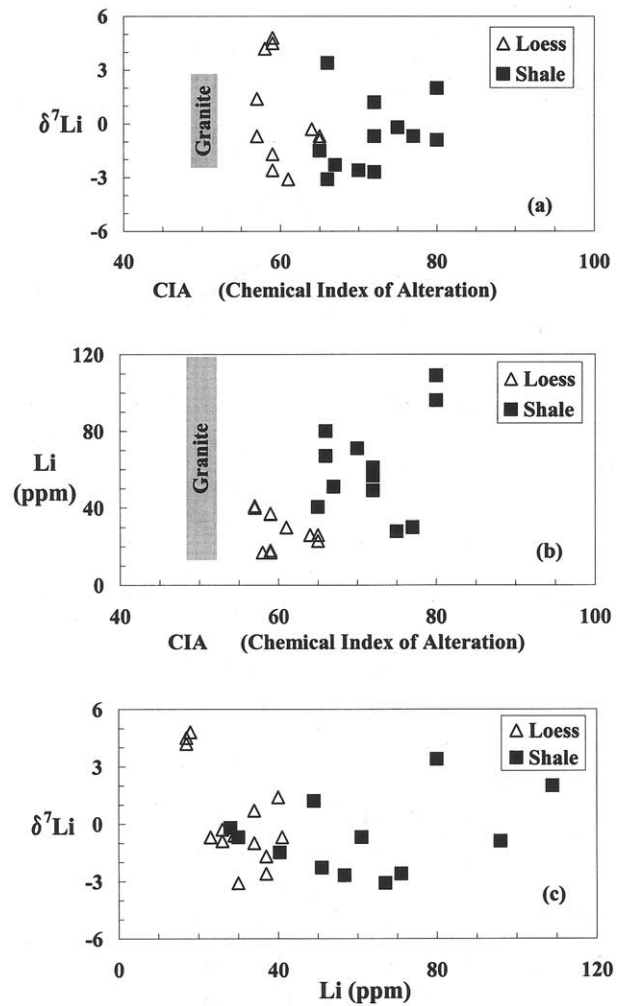 6
3
0
-3
-6
δ⁷Li
Granite
△ Loess
■ Shale
(a)
40 60 80 100
CIA (Chemical Index of Alteration)
120
80
40
0
Li
(ppm)
Granite
△ Loess
■ Shale
(b)
40 60 80 100
CIA (Chemical Index of Alteration)
6
3
0
-3
-6
δ⁷Li
△ Loess
■ Shale
(c)
0 40 80 120
Li (ppm)